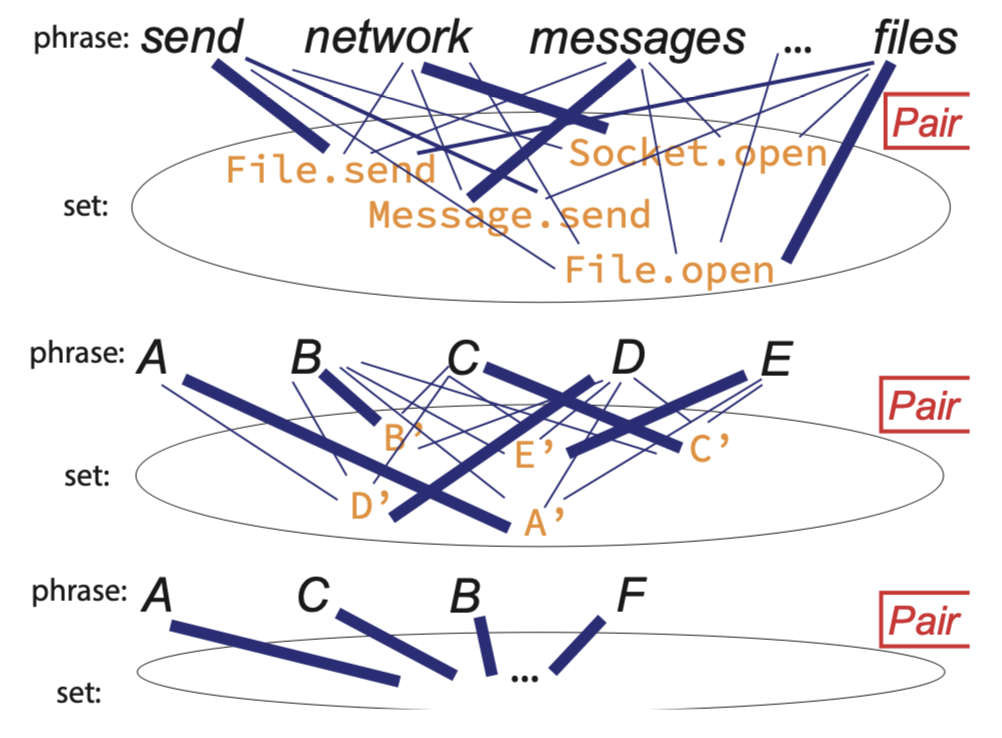 phrase: send network messages ... files
Pair
File.send Socket.open
set:
Message.send
File.open
phrase: A B C D E
Pair
B’ E’ C’
set:
D’ A’
phrase: A C B F
Pair
...
set: